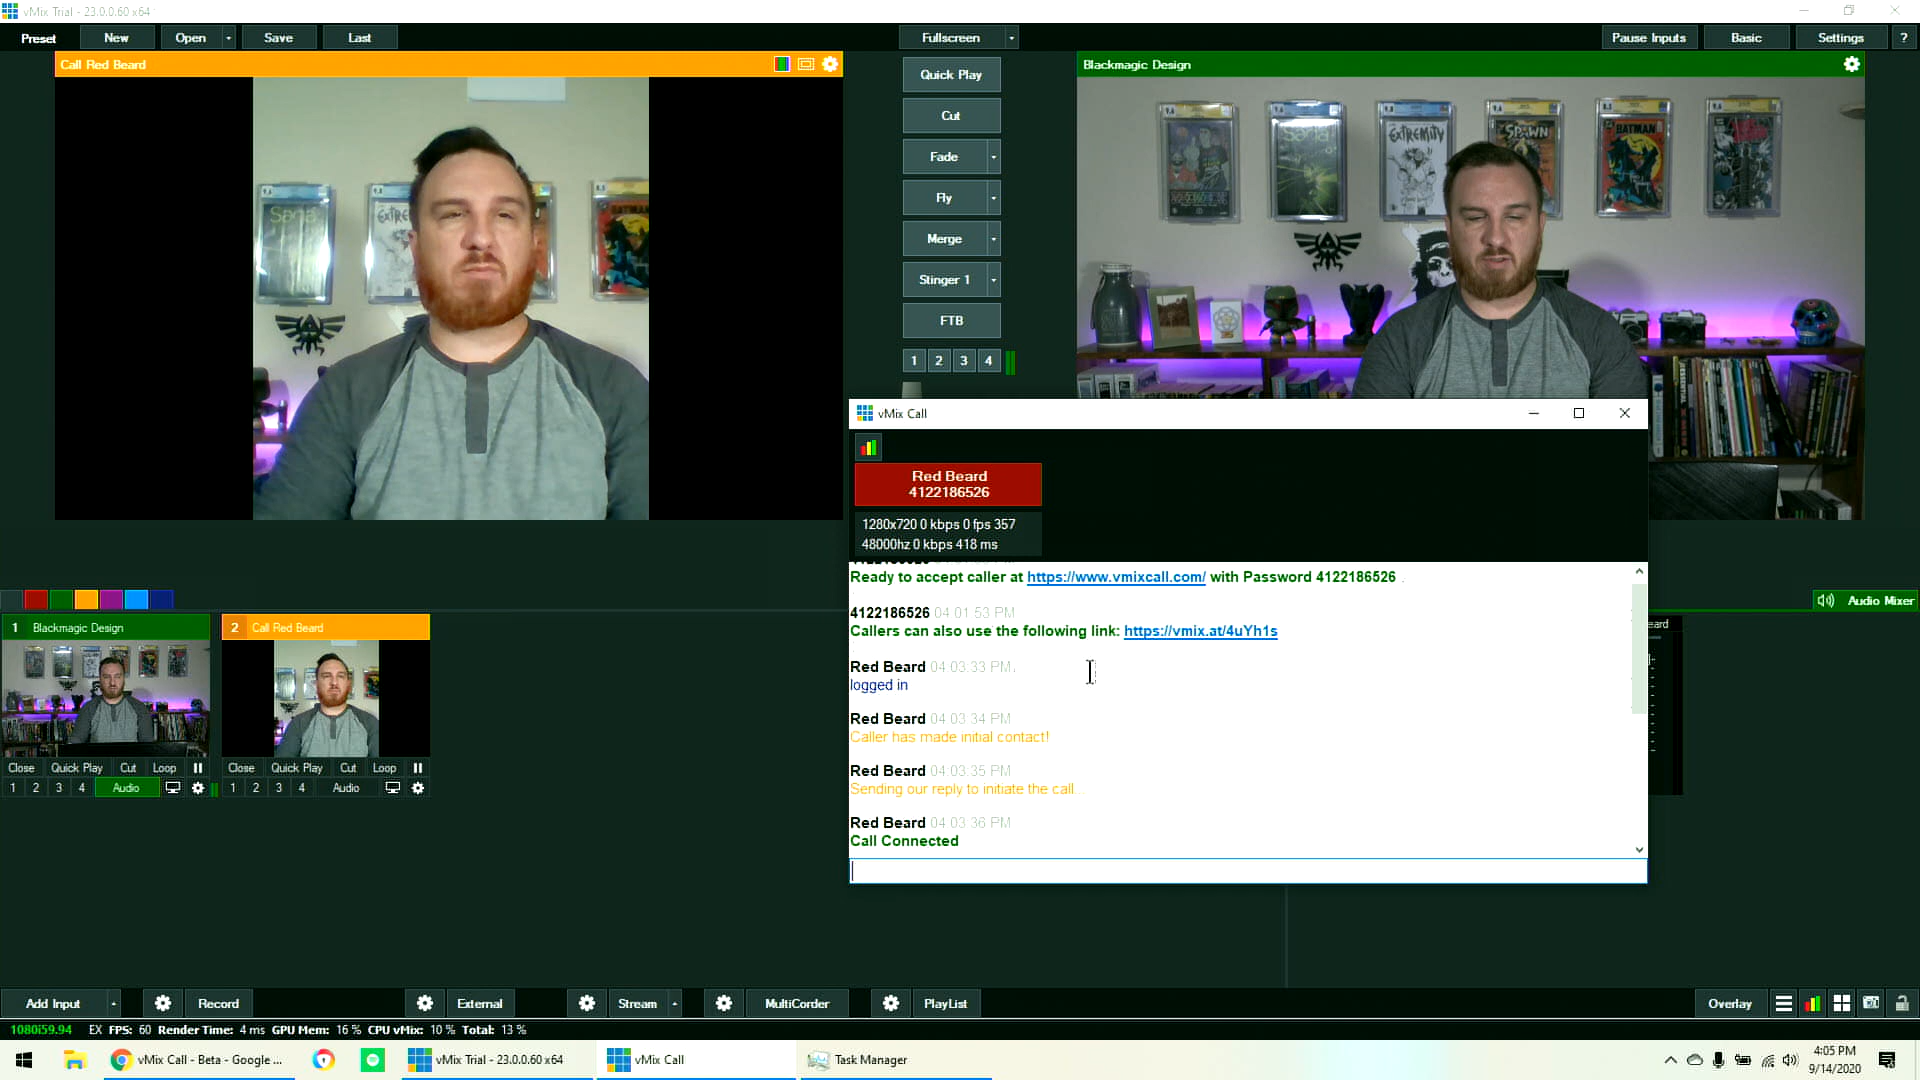 vMix Trial - 23.0.0.60 x64
Preset New Open Save Last Fullscreen Pause Inputs Basic Settings ?
Call Red Beard
Blackmagic Design
Quick Play
Cut
Fade
Fly
Merge
Stinger 1
FTB
1 2 3 4
EXTREMITY
SPAWN
BATMAN
vMix Call
Red Beard
4122186526
1280x720 0 kbps 0 fps 357
48000hz 0 kbps 418 ms
Ready to accept caller at https://www.vmixcall.com/ with Password 4122186526 .
4122186526 04:01:53 PM
Callers can also use the following link: https://vmix.at/4uYh1s
Red Beard 04:03:33 PM
logged in
Red Beard 04:03:34 PM
Caller has made initial contact!
Red Beard 04:03:35 PM
Sending our reply to initiate the call...
Red Beard 04:03:36 PM
Call Connected
Audio Mixer
eard
1 Blackmagic Design
2 Call Red Beard
Close Quick Play Cut Loop
1 2 3 4 Audio
Close Quick Play Cut Loop
1 2 3 4 Audio
Add Input Record External Stream MultiCorder PlayList Overlay
1080i59.94 EX FPS: 60 Render Time: 4 ms GPU Mem: 16 % CPU vMix: 10 % Total: 13 %
vMix Call - Beta - Google ...
vMix Trial - 23.0.0.60 x64
vMix Call
Task Manager
4:05 PM
9/14/2020